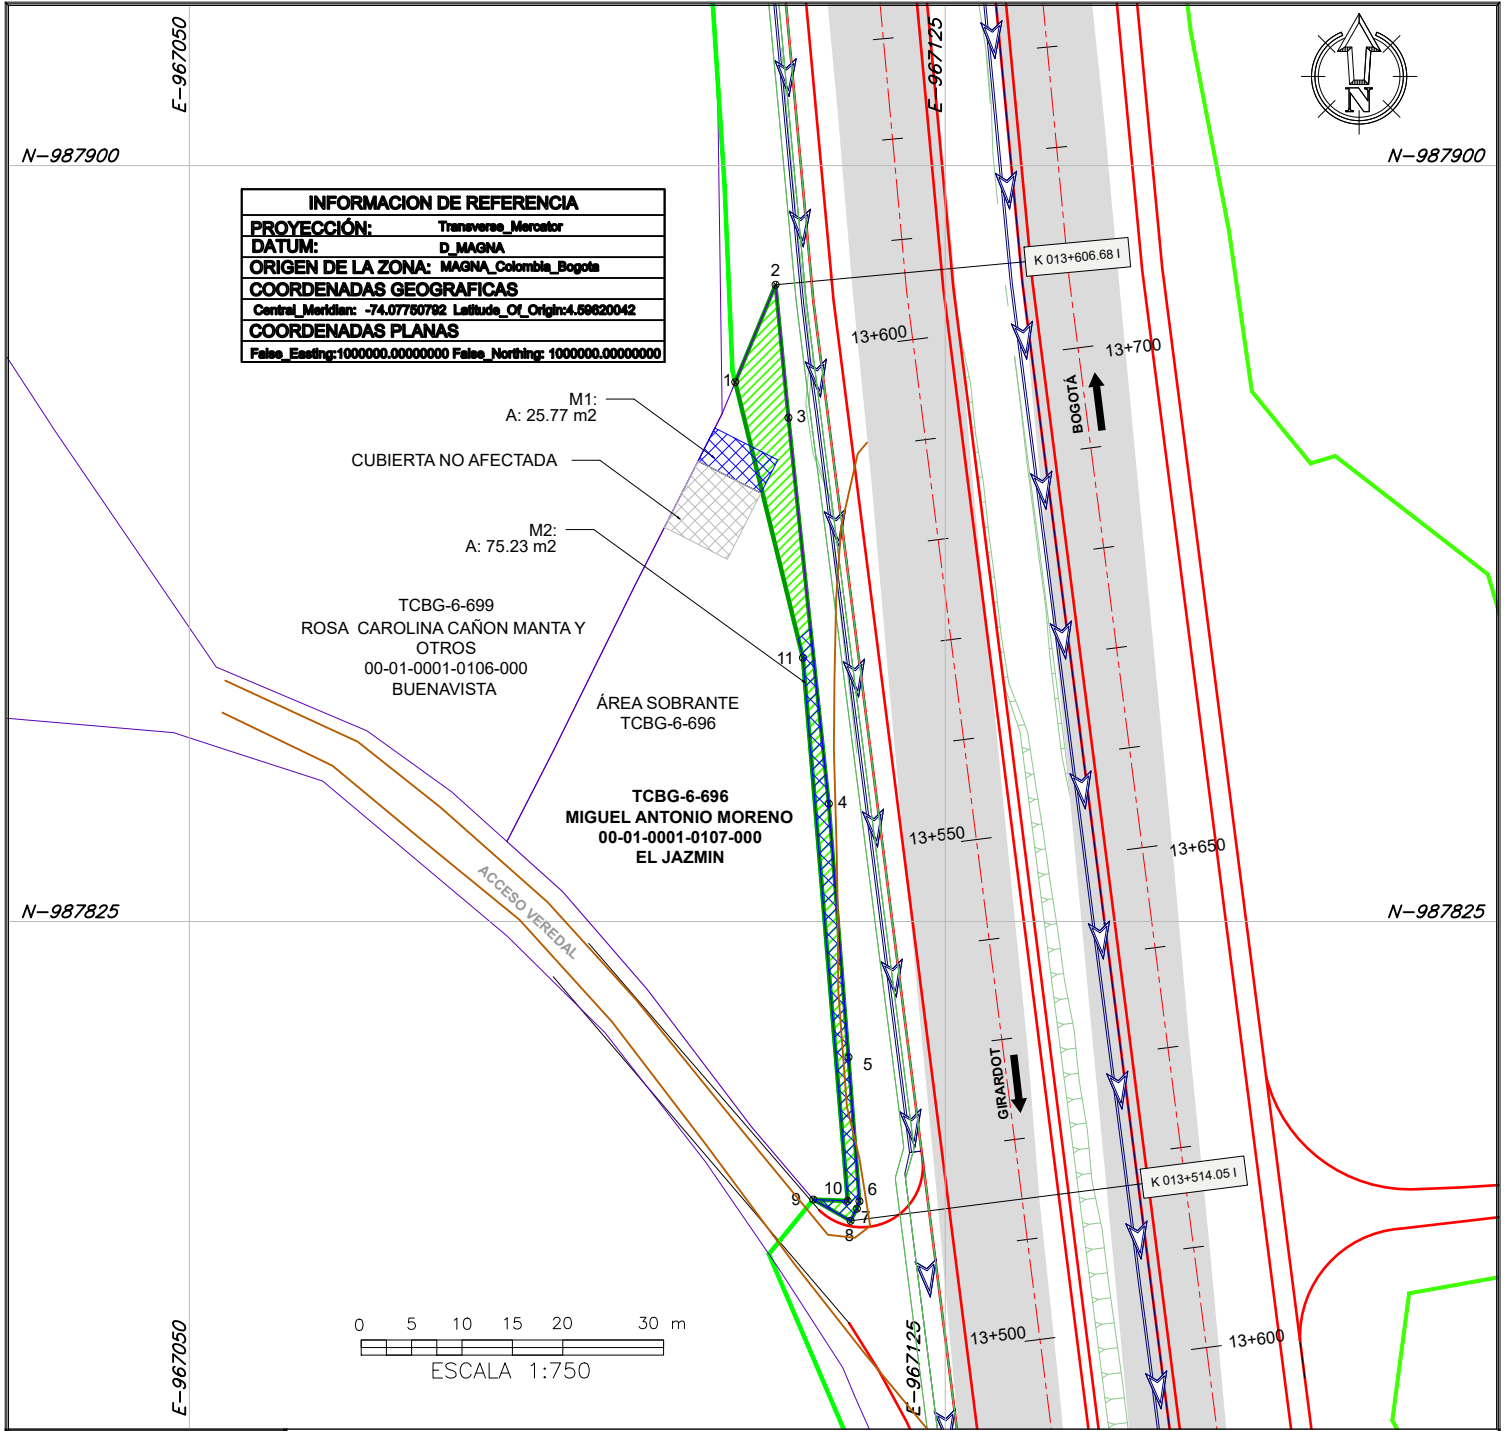 E-967050
E-967125
N
N-987900
N-987900
INFORMACION DE REFERENCIA
PROYECCIÓN: Transverse_Mercator
DATUM: D_MAGNA
ORIGEN DE LA ZONA: MAGNA_Colombia_Bogota
COORDENADAS GEOGRAFICAS
Central_Meridian: -74.07750792 Latitude_Of_Origin:4.59620042
COORDENADAS PLANAS
False_Easting:1000000.00000000 False_Northing: 1000000.00000000
K 013+606.68 I
2
13+600
13+700
1
BOGOTÁ
M1:
A: 25.77 m2
3
CUBIERTA NO AFECTADA
M2:
A: 75.23 m2
TCBG-6-699
ROSA CAROLINA CAÑON MANTA Y
OTROS
00-01-0001-0106-000
BUENAVISTA
11
ÁREA SOBRANTE
TCBG-6-696
TCBG-6-696
MIGUEL ANTONIO MORENO
00-01-0001-0107-000
EL JAZMIN
4
13+550
13+650
ACCESO VEREDAL
N-987825
N-987825
5
GIRARDOT
K 013+514.05 I
9
10
6
7
8
0 5 10 15 20 30 m
ESCALA 1:750
13+500
13+600
E-967050
E-967125